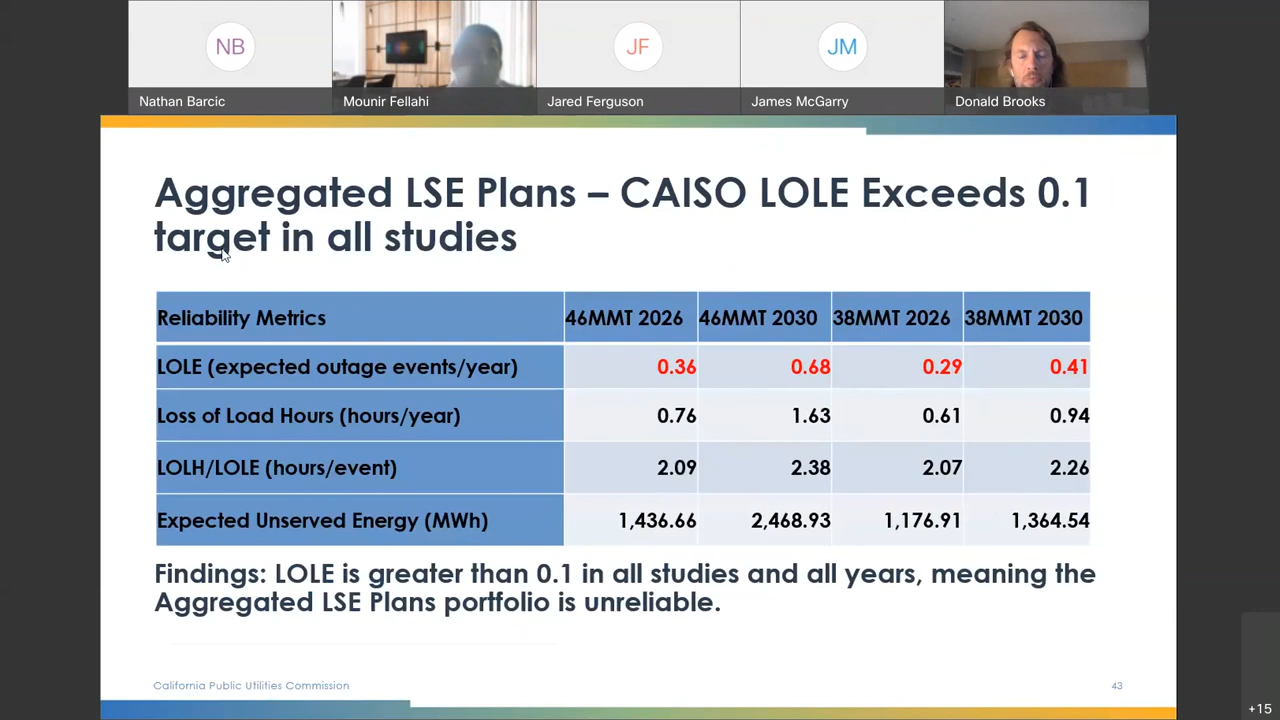 NB
JF
JM
Nathan Barcic
Mounir Fellahi
Jared Ferguson
James McGarry
Donald Brooks
Aggregated LSE Plans – CAISO LOLE Exceeds 0.1
target in all studies
Reliability Metrics 46MMT 2026 46MMT 2030 38MMT 2026 38MMT 2030
LOLE (expected outage events/year) 0.36 0.68 0.29 0.41
Loss of Load Hours (hours/year) 0.76 1.63 0.61 0.94
LOLH/LOLE (hours/event) 2.09 2.38 2.07 2.26
Expected Unserved Energy (MWh) 1,436.66 2,468.93 1,176.91 1,364.54
Findings: LOLE is greater than 0.1 in all studies and all years, meaning the
Aggregated LSE Plans portfolio is unreliable.
California Public Utilities Commission
43
+15